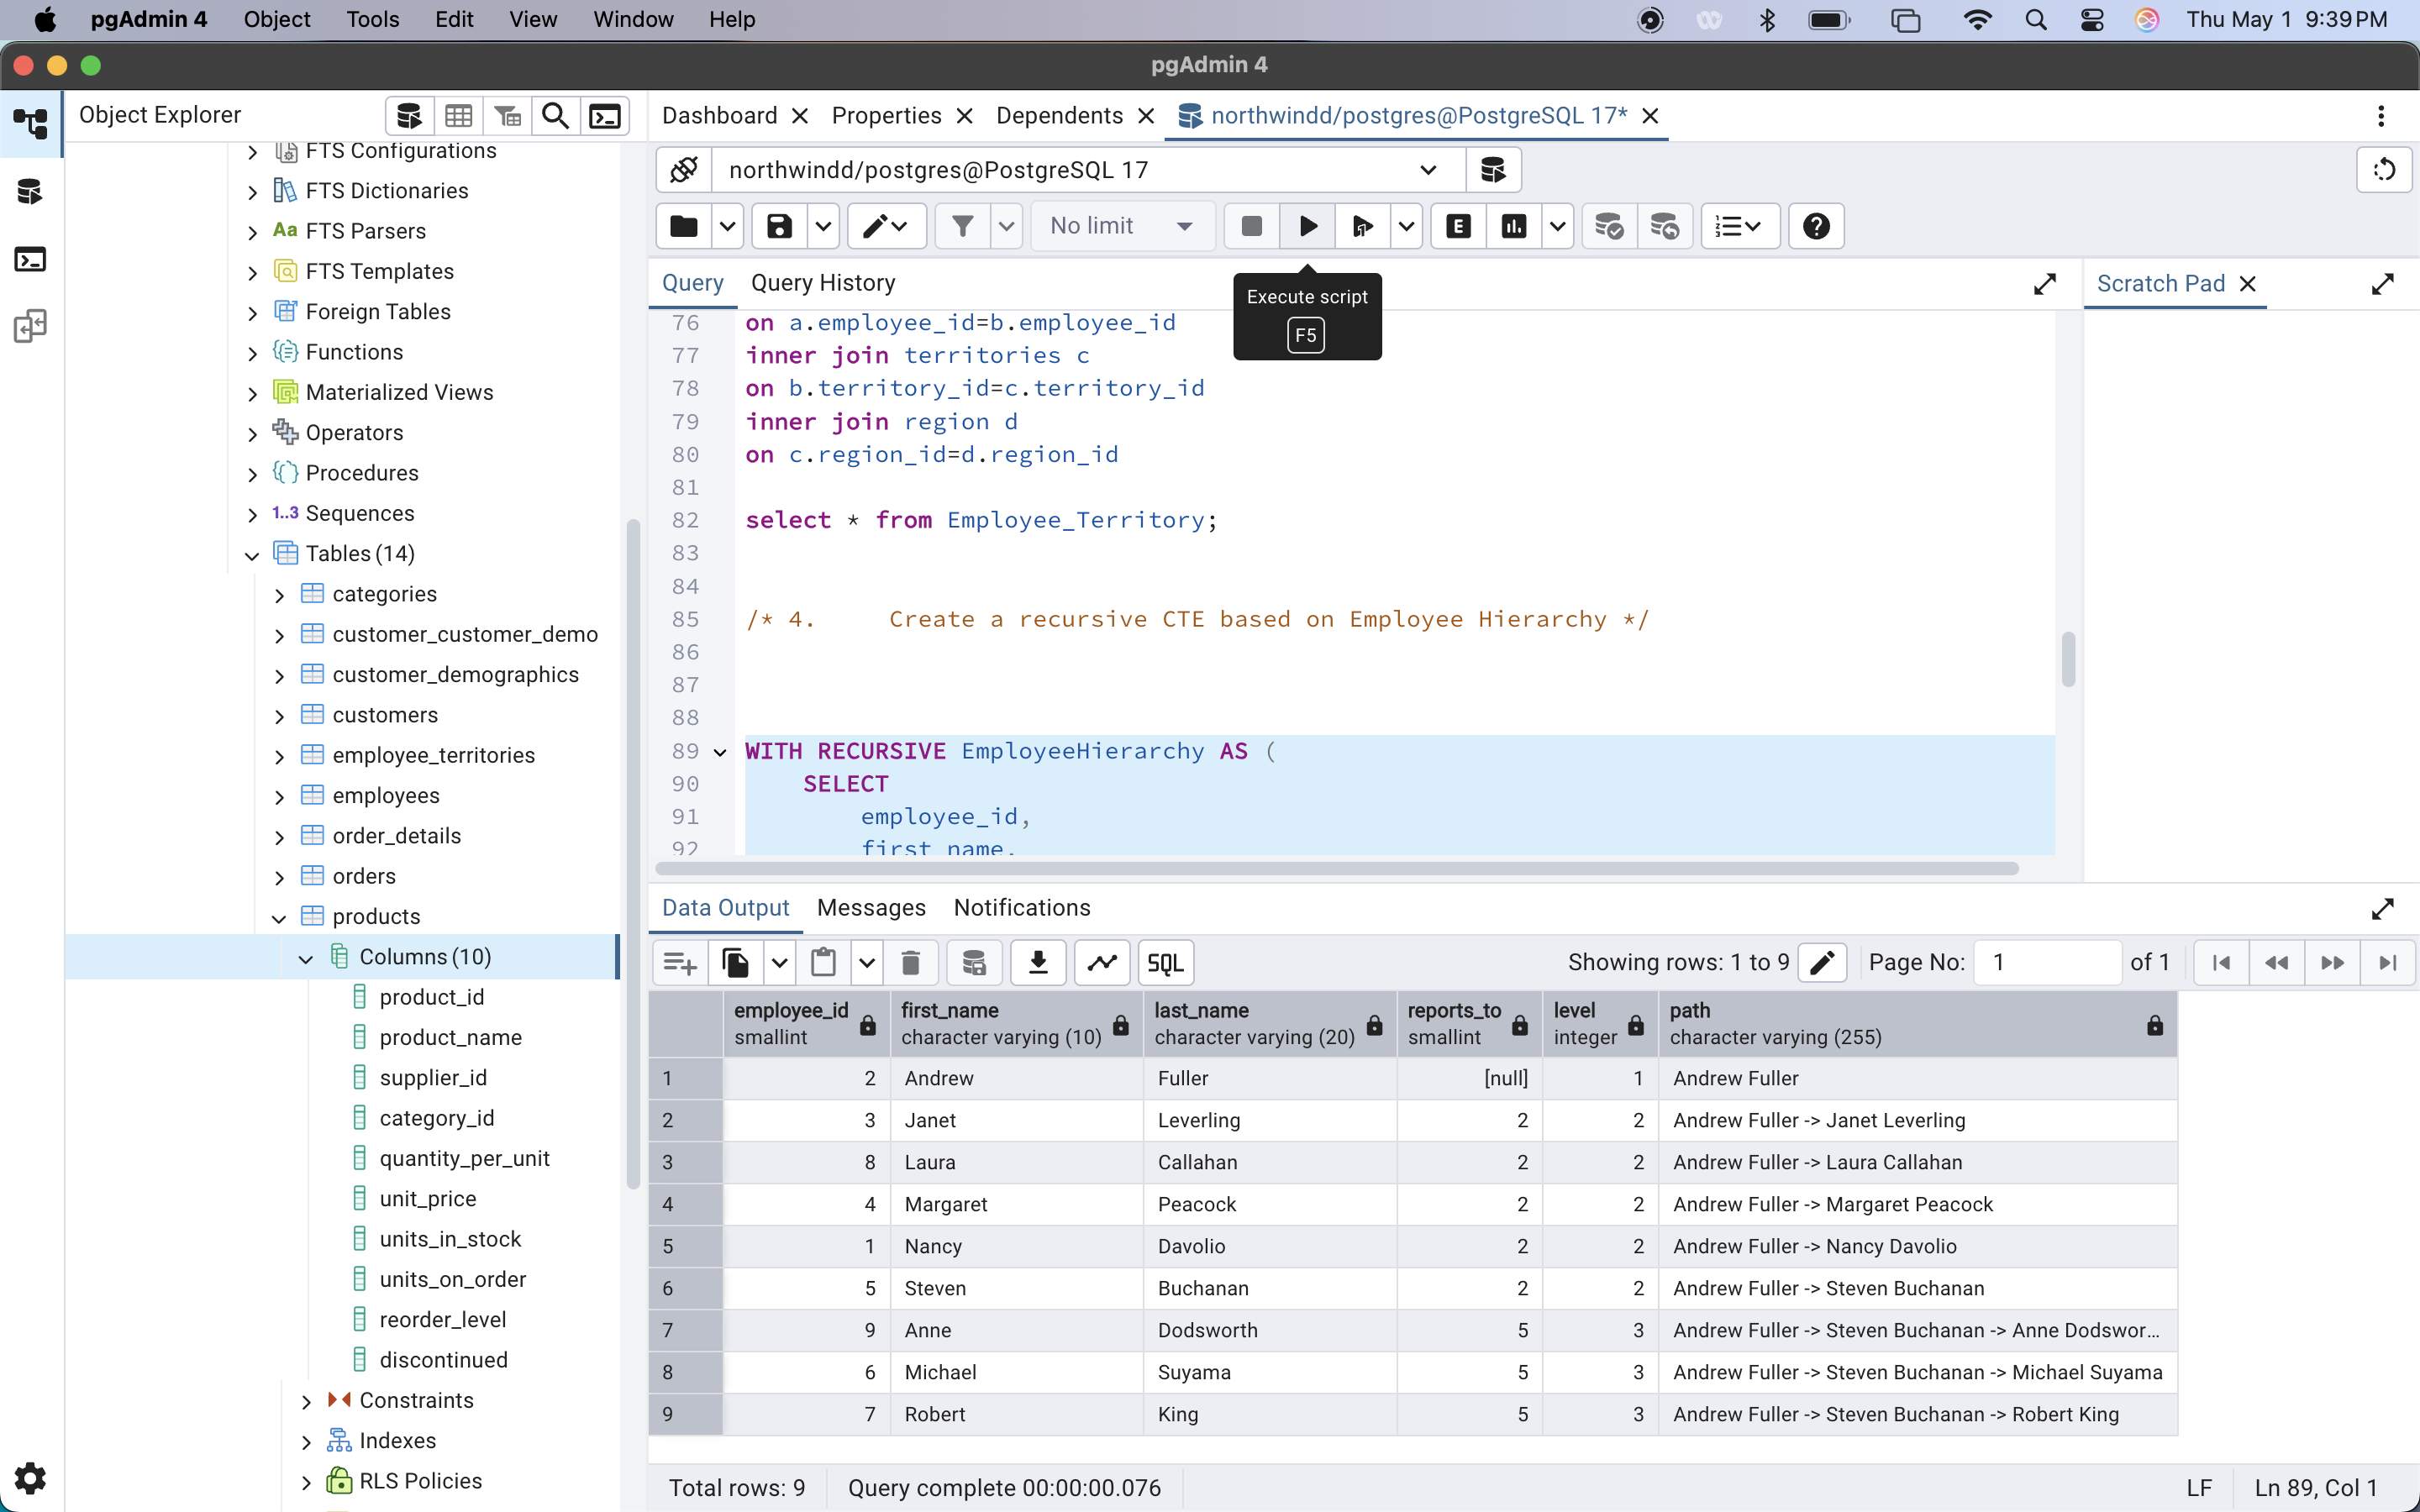 pgAdmin 4 Object Tools Edit View Window Help Thu May 1 9:39 PM
pgAdmin 4
Object Explorer
FTS Configurations
FTS Dictionaries
Aa FTS Parsers
FTS Templates
Foreign Tables
Functions
Materialized Views
Operators
Procedures
1..3 Sequences
Tables (14)
categories
customer_customer_demo
customer_demographics
customers
employee_territories
employees
order_details
orders
products
Columns (10)
product_id
product_name
supplier_id
category_id
quantity_per_unit
unit_price
units_in_stock
units_on_order
reorder_level
discontinued
Constraints
Indexes
RLS Policies
Dashboard Properties Dependents northwindd/postgres@PostgreSQL 17*
northwindd/postgres@PostgreSQL 17
No limit E
Query Query History
Execute script
F5
Scratch Pad
76 on a.employee_id=b.employee_id
77 inner join territories c
78 on b.territory_id=c.territory_id
79 inner join region d
80 on c.region_id=d.region_id
81
82 select * from Employee_Territory;
83
84
85 /* 4. Create a recursive CTE based on Employee Hierarchy */
86
87
88
89 WITH RECURSIVE EmployeeHierarchy AS (
90 SELECT
91 employee_id,
92 first_name,
Data Output Messages Notifications
SQL Showing rows: 1 to 9 Page No: 1 of 1
employee_id first_name last_name reports_to level path
smallint character varying (10) character varying (20) smallint integer character varying (255)
1 2 Andrew Fuller [null] 1 Andrew Fuller
2 3 Janet Leverling 2 2 Andrew Fuller -> Janet Leverling
3 8 Laura Callahan 2 2 Andrew Fuller -> Laura Callahan
4 4 Margaret Peacock 2 2 Andrew Fuller -> Margaret Peacock
5 1 Nancy Davolio 2 2 Andrew Fuller -> Nancy Davolio
6 5 Steven Buchanan 2 2 Andrew Fuller -> Steven Buchanan
7 9 Anne Dodsworth 5 3 Andrew Fuller -> Steven Buchanan -> Anne Dodswor...
8 6 Michael Suyama 5 3 Andrew Fuller -> Steven Buchanan -> Michael Suyama
9 7 Robert King 5 3 Andrew Fuller -> Steven Buchanan -> Robert King
Total rows: 9 Query complete 00:00:00.076 LF Ln 89, Col 1